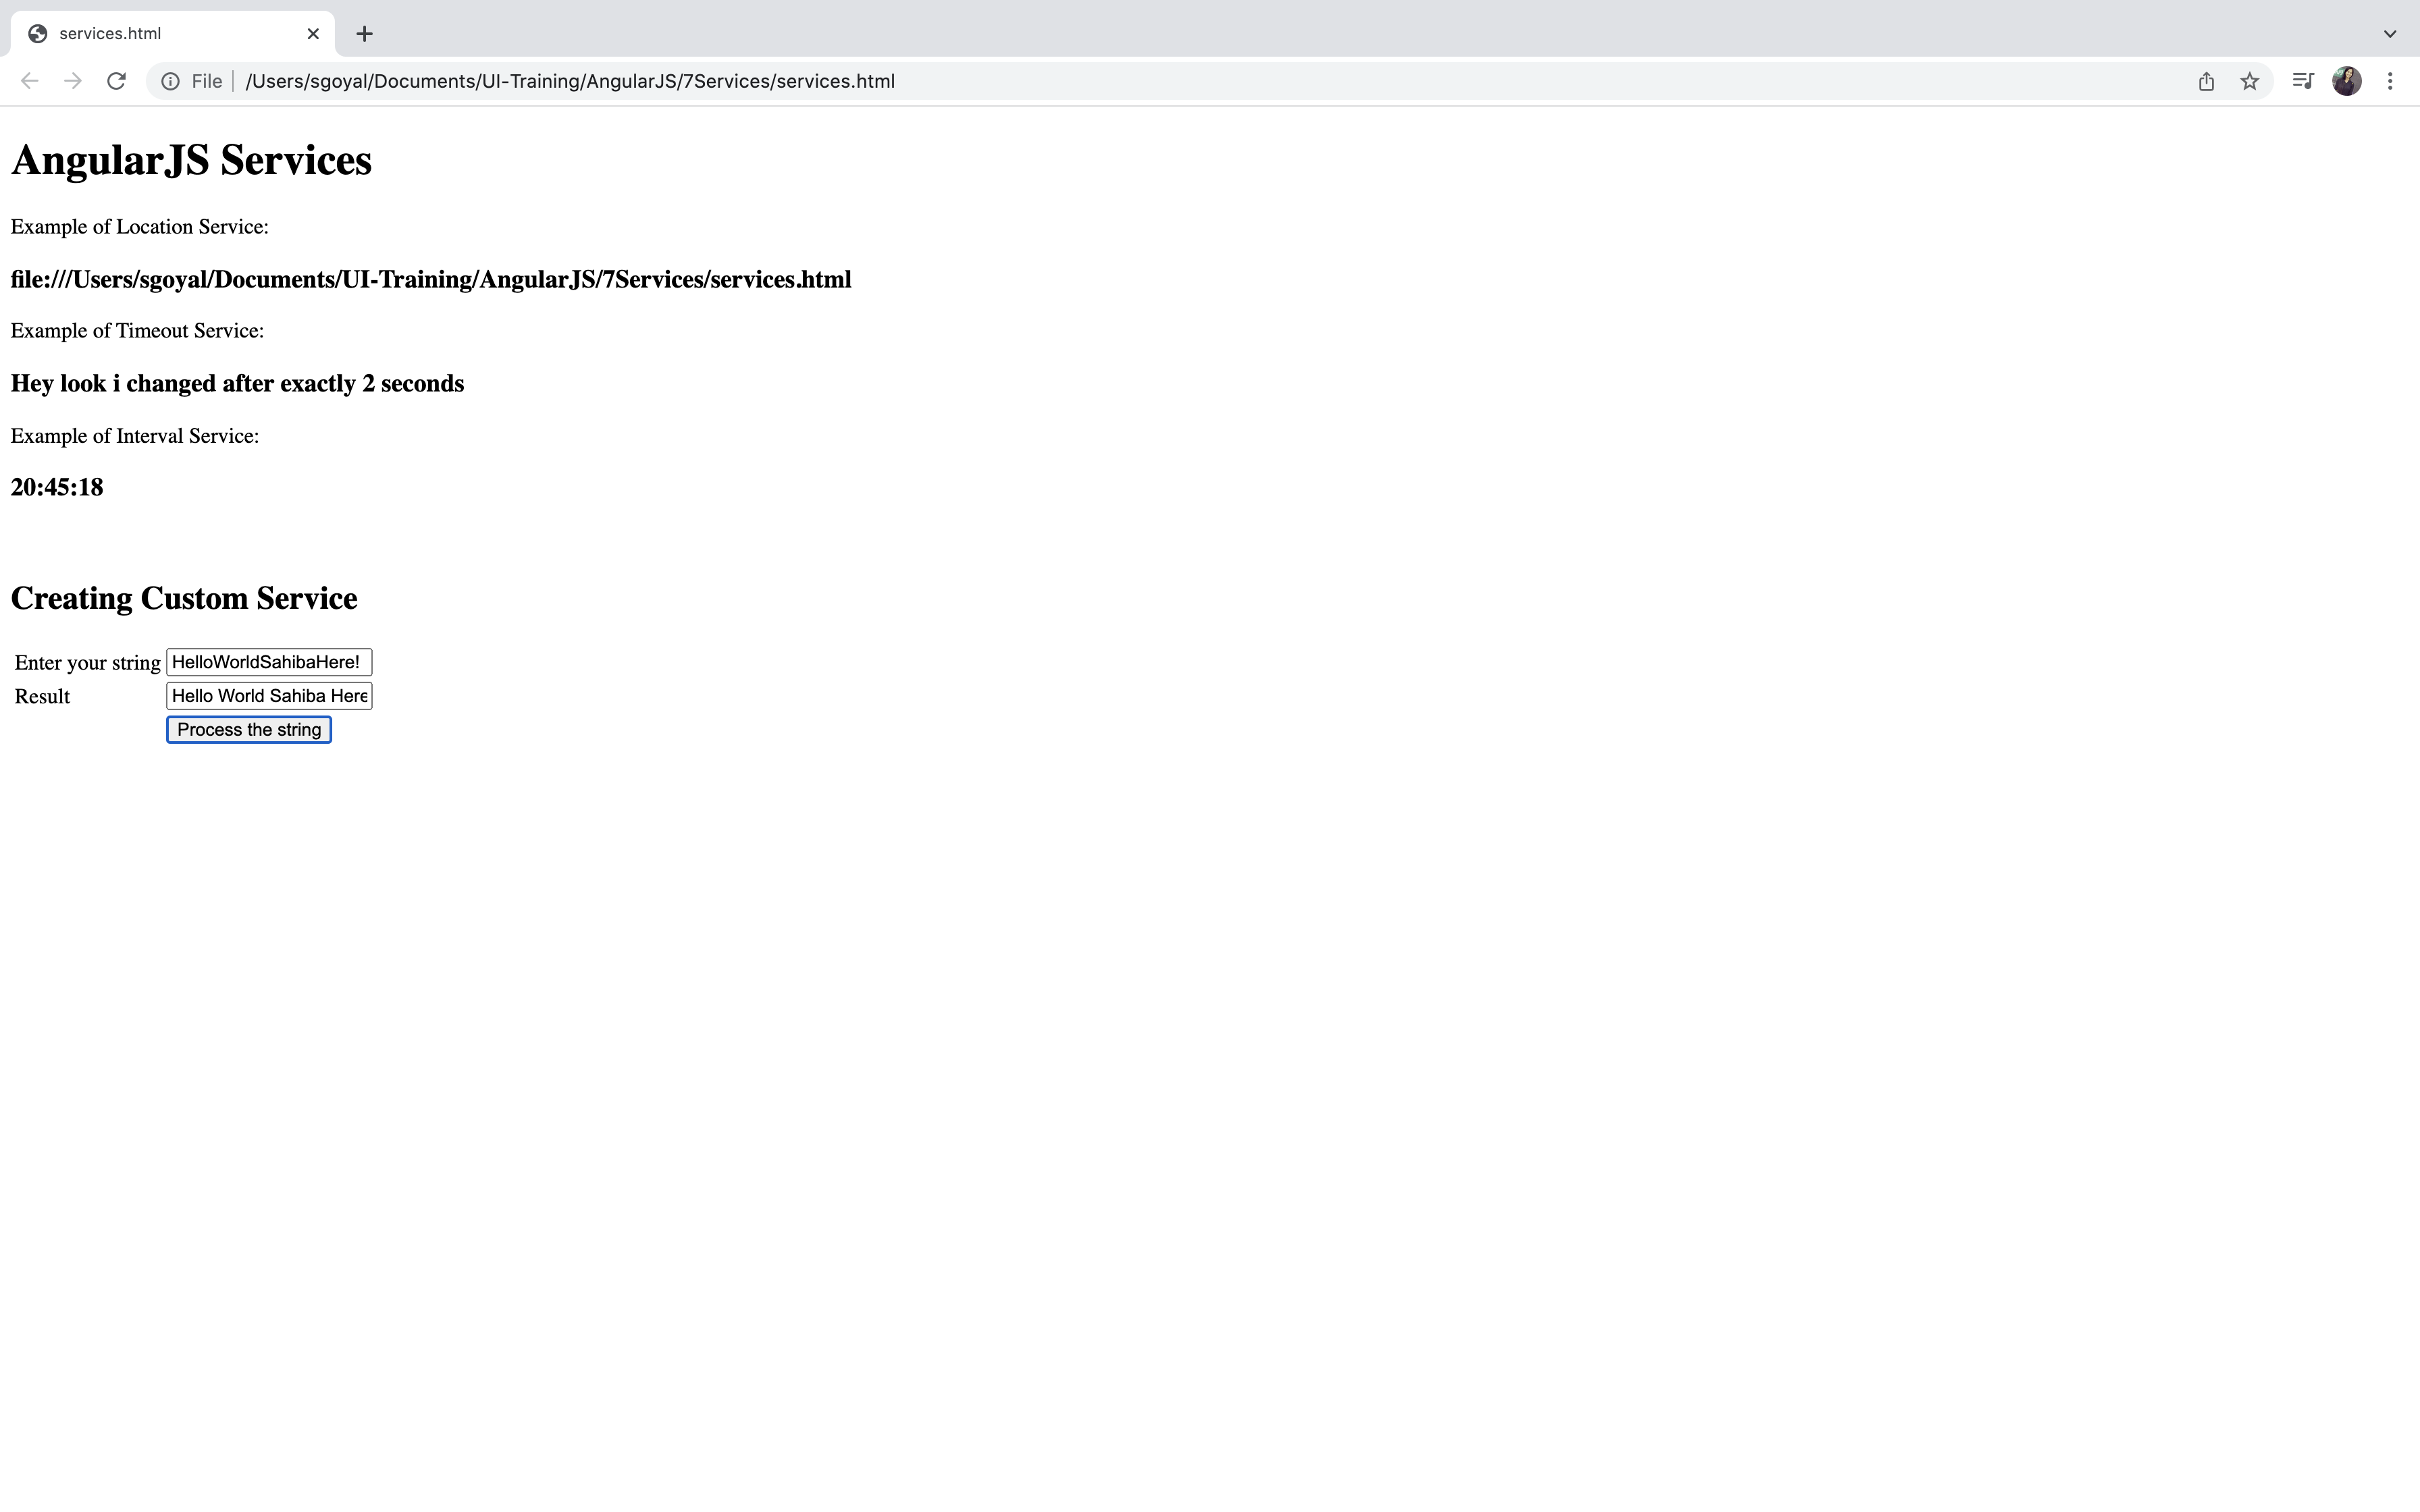 services.html
File
/Users/sgoyal/Documents/UI-Training/AngularJS/7Services/services.html
AngularJS Services
Example of Location Service:
file:///Users/sgoyal/Documents/UI-Training/AngularJS/7Services/services.html
Example of Timeout Service:
Hey look i changed after exactly 2 seconds
Example of Interval Service:
20:45:18
Creating Custom Service
Enter your string HelloWorldSahibaHere!
Result Hello World Sahiba Here
Process the string